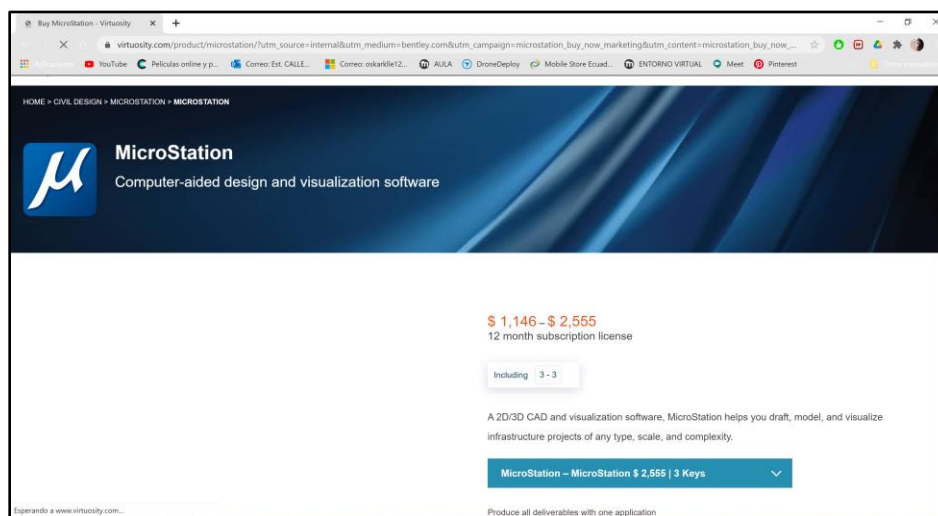 Buy MicroStation - Virtuosity
virtuosity.com/product/microstation/?utm_source=internal&utm_medium=bentley.com&utm_campaign=microstation_buy_now_marketing&utm_content=microstation_buy_now_...
YouTube Peliculas online y p... Correo: Est. CALLE... Correo: oskarklle12... AULA DroneDeploy Mobile Store Ecuad... ENTORNO VIRTUAL Meet Pinterest
HOME > CIVIL DESIGN > MICROSTATION > MICROSTATION
μ
MicroStation
Computer-aided design and visualization software
$ 1,146 – $ 2,555
12 month subscription license
Including 3 - 3
A 2D/3D CAD and visualization software, MicroStation helps you draft, model, and visualize
infrastructure projects of any type, scale, and complexity.
MicroStation – MicroStation $ 2,555 | 3 Keys
Produce all deliverables with one application
Esperando a www.virtuosity.com...